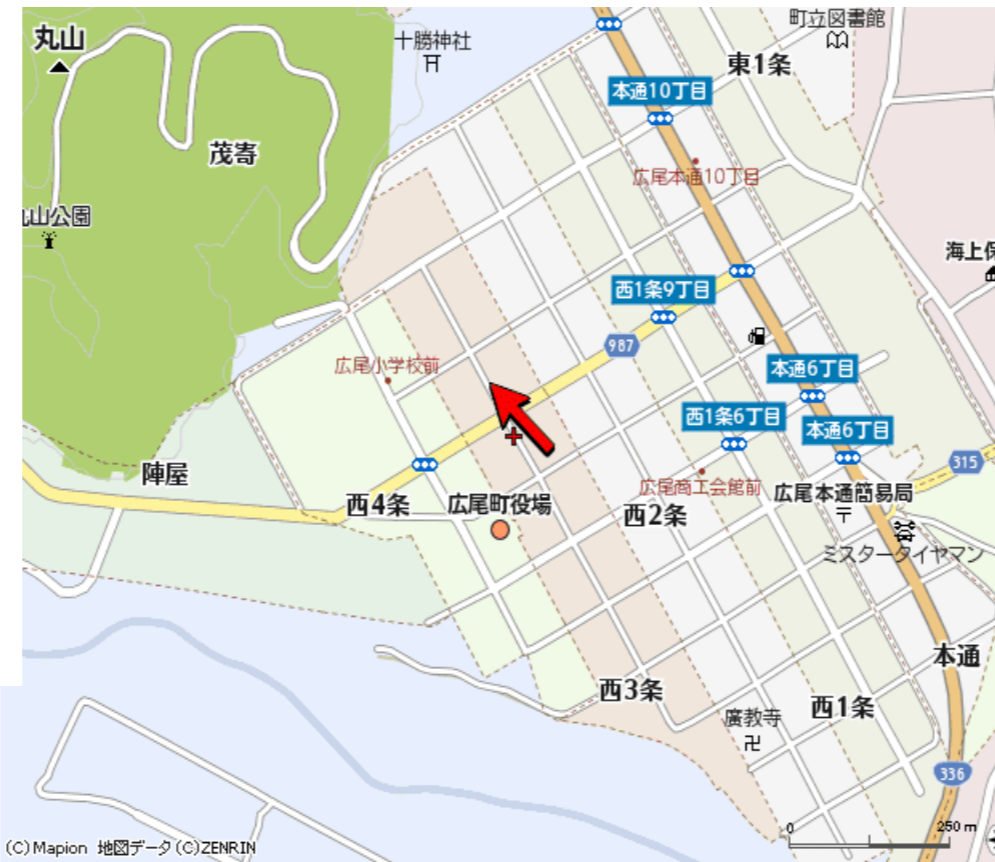 町立図書館
丸山
十勝神社
東1条
本通10丁目
茂寄
広尾本通10丁目
山公園
海上保
西1条9丁目
987
広尾小学校前
本通6丁目
西1条6丁目
本通6丁目
315
陣屋
広尾商工会館前
広尾本通簡易局
西4条
広尾町役場
西2条
ミスタータイヤマン
本通
西3条
西1条
廣教寺
336
0
250 m
(C)Mapion 地図データ(C)ZENRIN